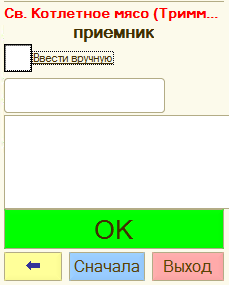 Св. Котлетное мясо (Тримм...
приемник
Ввести вручную
OK
Сначала
Выход